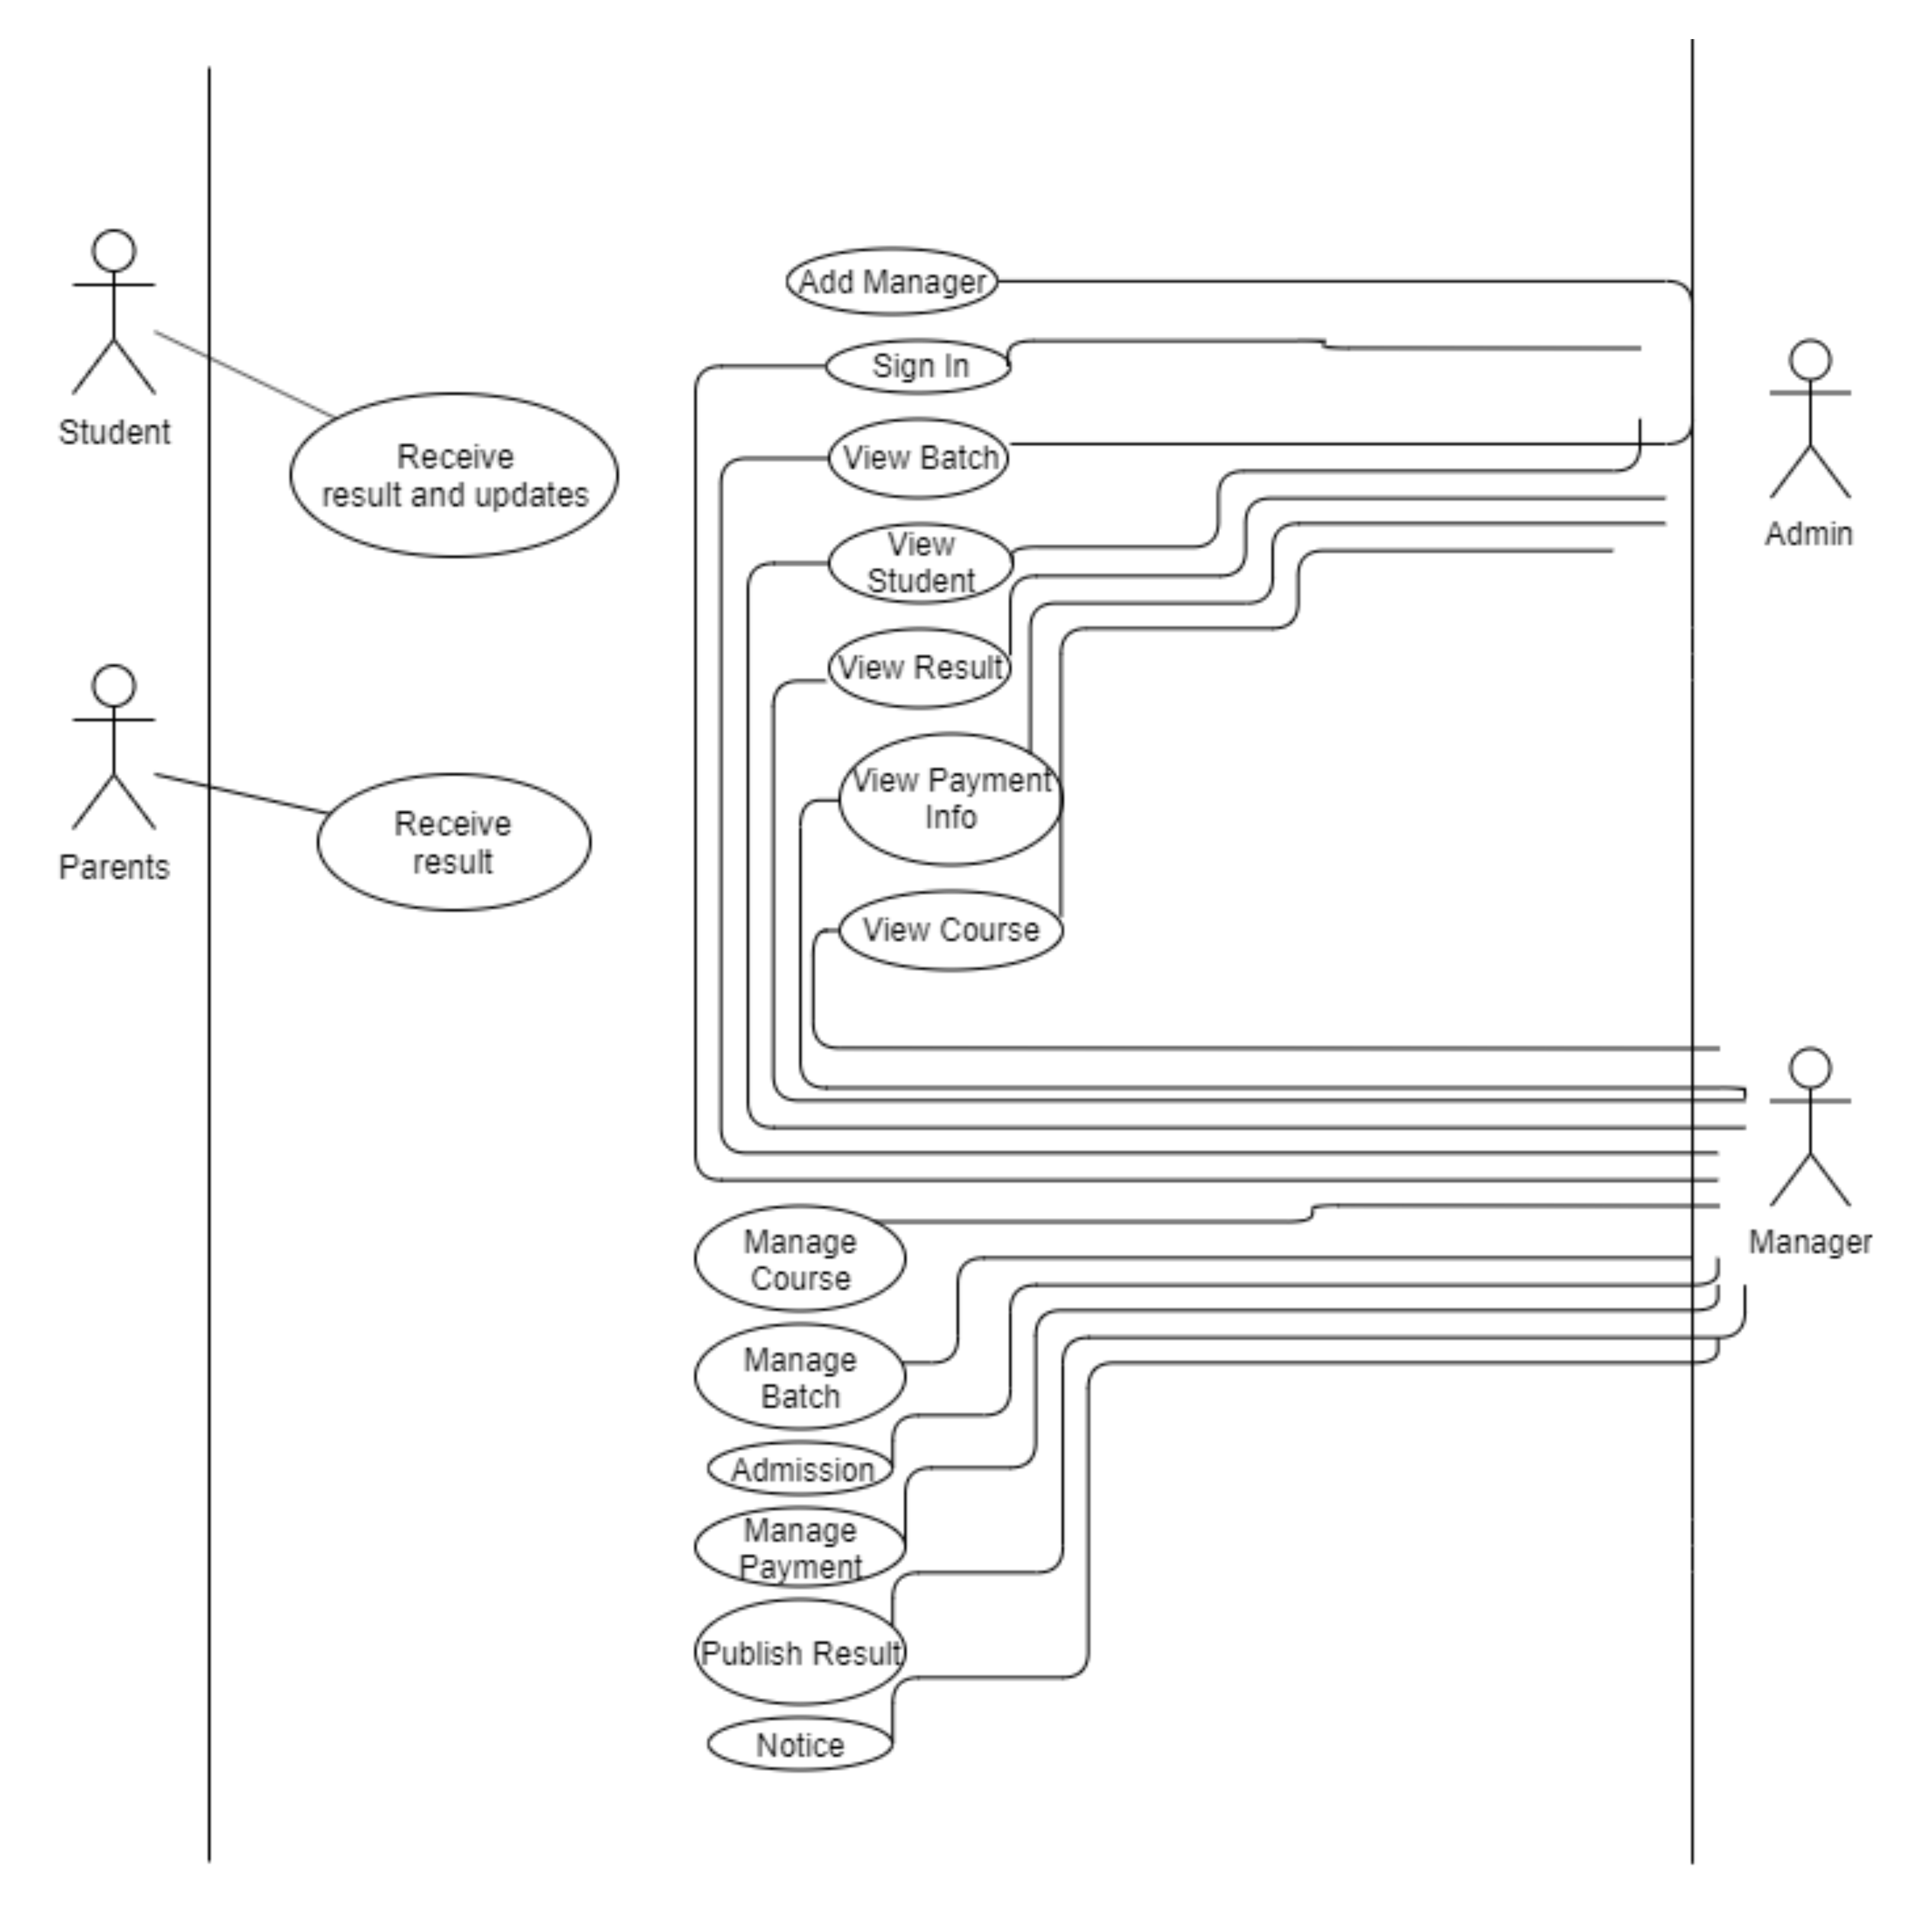 Student
Receive
result and updates
Parents
Receive
result
Add Manager
Sign In
View Batch
View
Student
View Result
View Payment
Info
View Course
Manage
Course
Manage
Batch
Admission
Manage
Payment
Publish Result
Notice
Admin
Manager